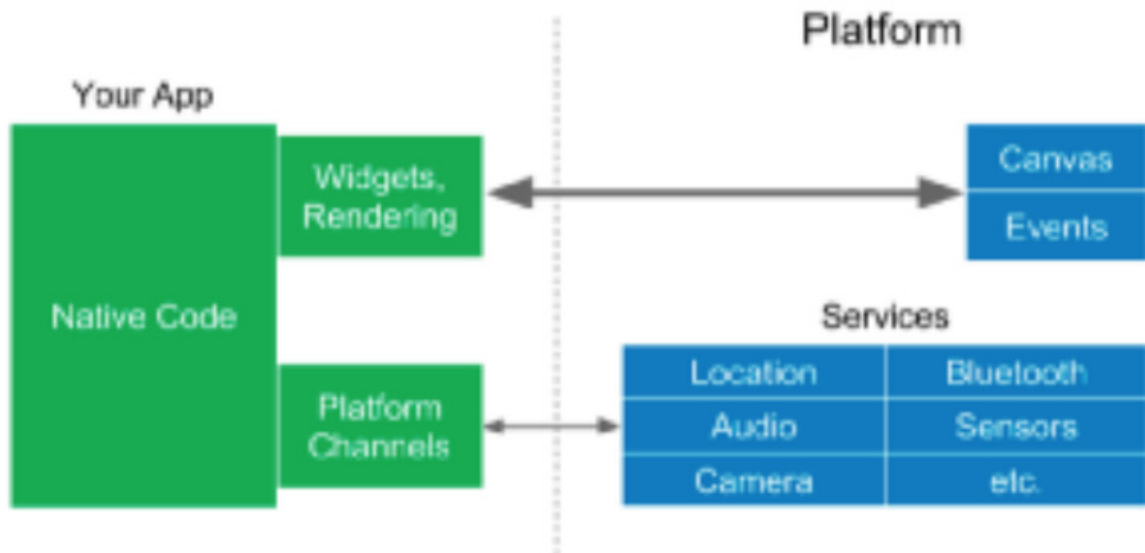 Platform
Your App
Widgets,
Rendering
Canvas
Events
Native Code
Services
Platform
Channels
Location
Bluetooth
Audio
Sensors
Camera
etc.